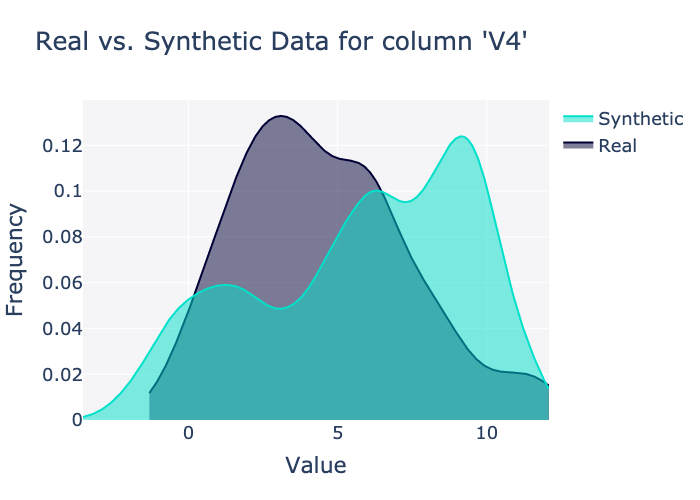 Real vs. Synthetic Data for column 'V4'
Synthetic
Real
0.12
0.1
0.08
0.06
0.04
0.02
0
Frequency
0 5 10
Value